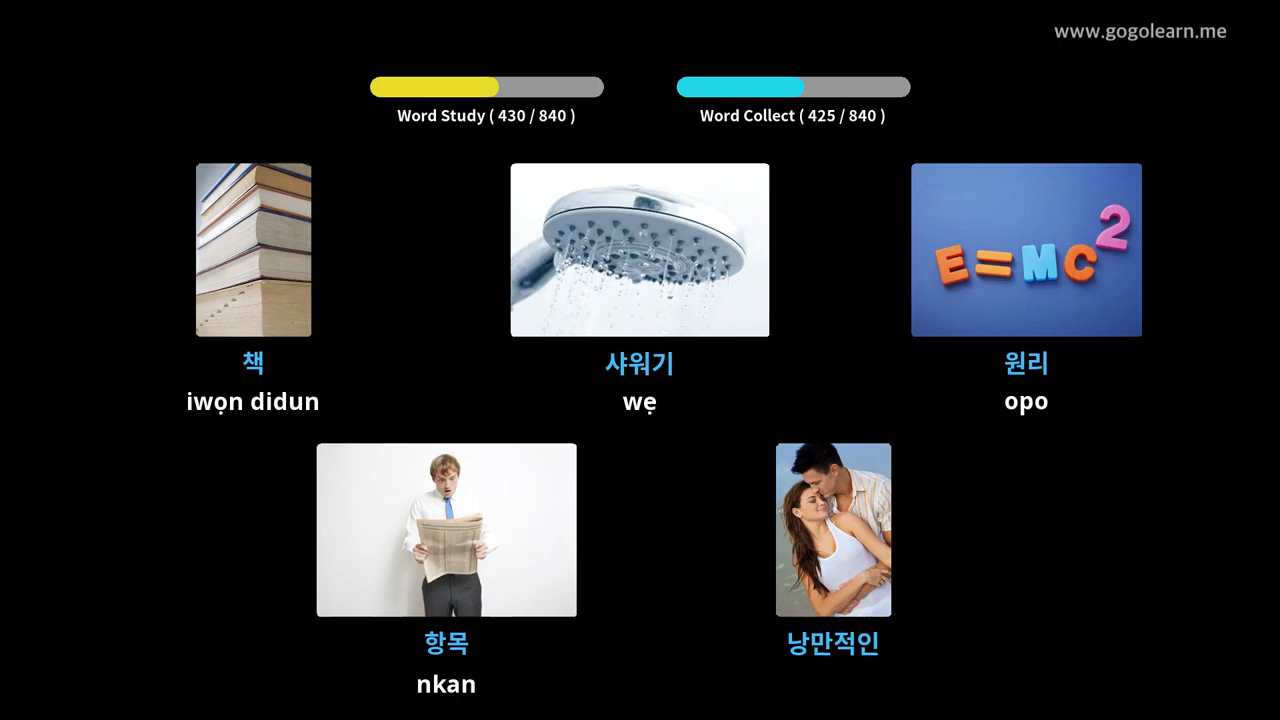 www.gogolearn.me
Word Study ( 430 / 840 )
Word Collect ( 425 / 840 )
E=MC2
책
iwọn didun
샤워기
wẹ
원리
opo
항목
nkan
낭만적인